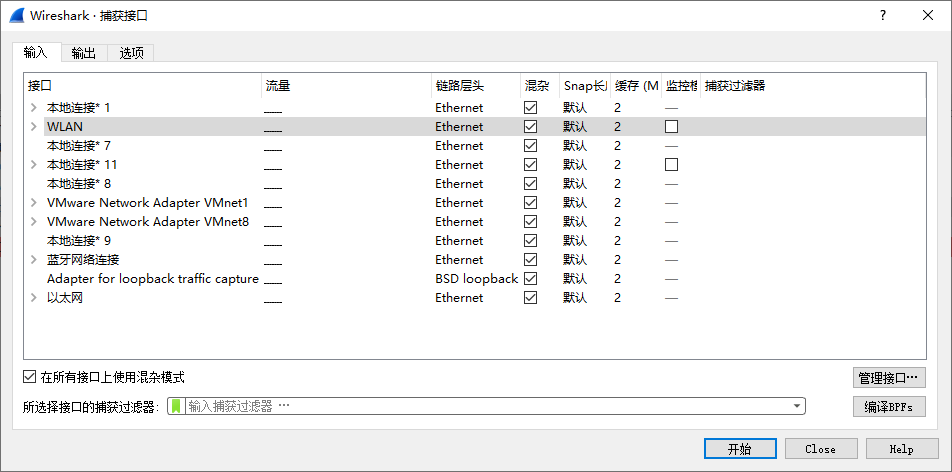 Wireshark · 捕获接口
输入 输出 选项
接口 流量 链路层头 混杂 Snap长 缓存 (M 监控模 捕获过滤器
本地连接* 1 Ethernet 默认 2 —
WLAN Ethernet 默认 2
本地连接* 7 Ethernet 默认 2 —
本地连接* 11 Ethernet 默认 2
本地连接* 8 Ethernet 默认 2 —
VMware Network Adapter VMnet1 Ethernet 默认 2 —
VMware Network Adapter VMnet8 Ethernet 默认 2 —
本地连接* 9 Ethernet 默认 2 —
蓝牙网络连接 Ethernet 默认 2 —
Adapter for loopback traffic capture BSD loopback 默认 2 —
以太网 Ethernet 默认 2 —
在所有接口上使用混杂模式 管理接口…
所选择接口的捕获过滤器: 输入捕获过滤器 … 编译BPFs
开始 Close Help